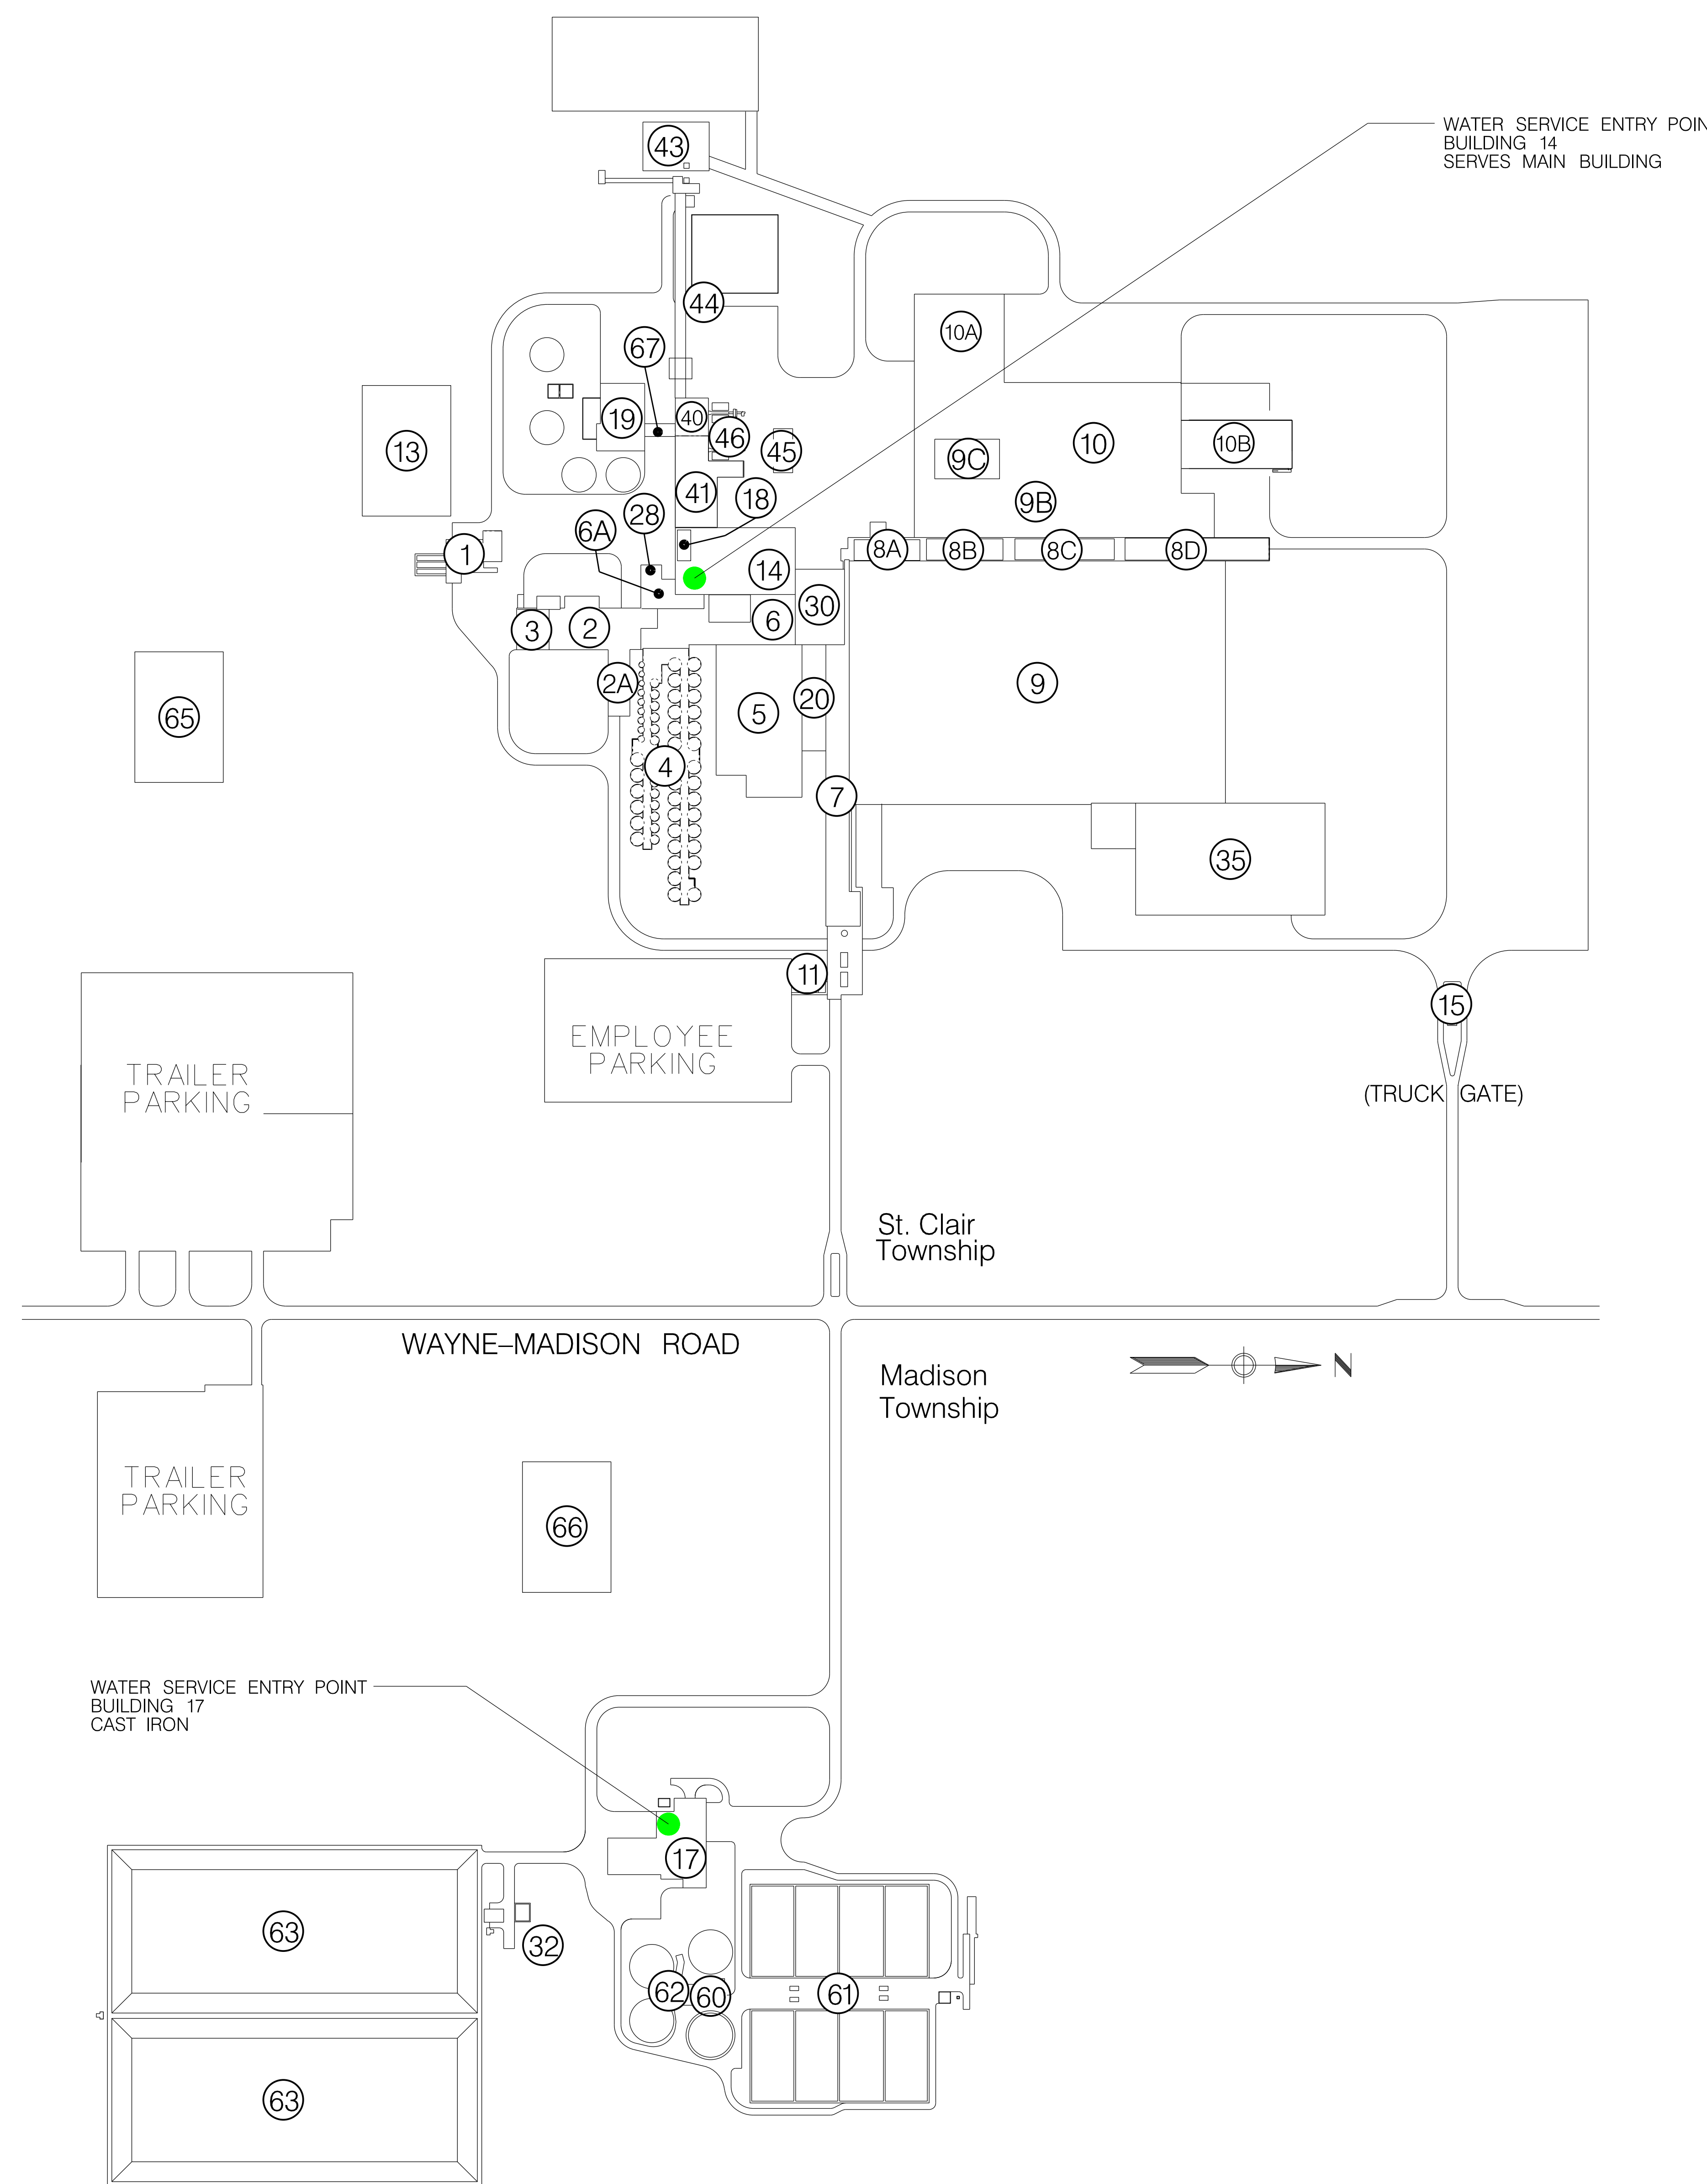 43
WATER SERVICE ENTRY POIN
BUILDING 14
SERVES MAIN BUILDING
44
10A
67
19
40
46
45
13
9C
10
10B
41
18
28
6A
9B
1
8A
8B
8C
8D
14
30
6
3
2
2A
65
5
20
9
4
7
35
11
15
EMPLOYEE
PARKING
TRAILER
PARKING
(TRUCK GATE)
St. Clair
Township
WAYNE–MADISON ROAD
Madison
Township
N
TRAILER
PARKING
66
WATER SERVICE ENTRY POINT
BUILDING 17
CAST IRON
17
63
32
62
60
61
63